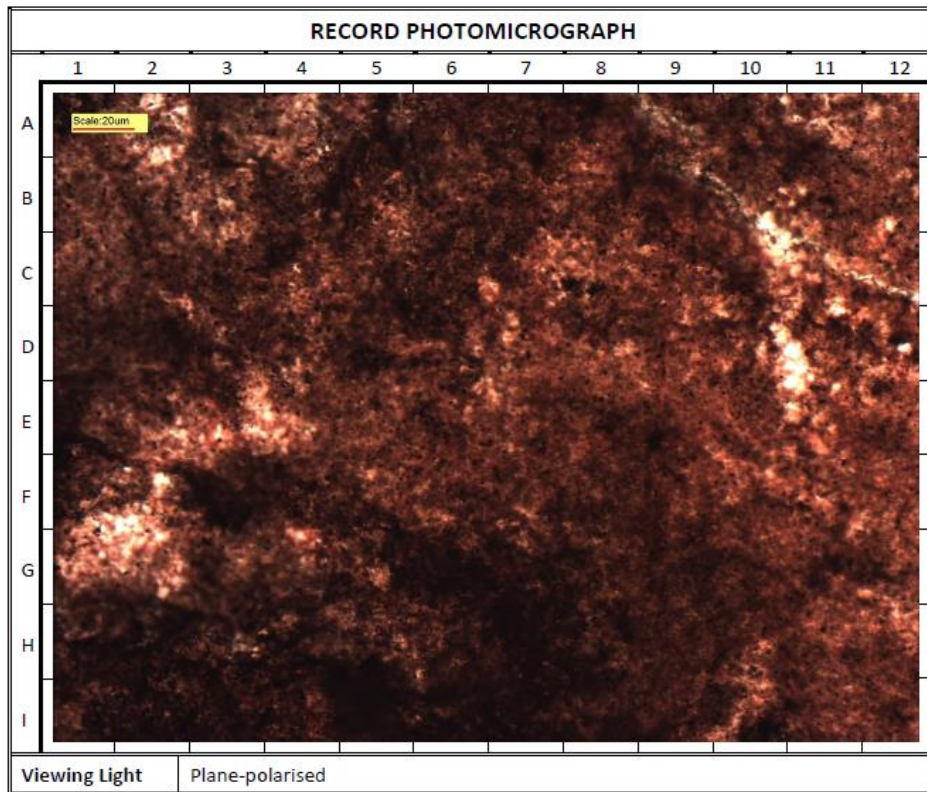 RECORD PHOTOMICROGRAPH
1 2 3 4 5 6 7 8 9 10 11 12
Scale:20um
A
B
C
D
E
F
G
H
I
Viewing Light Plane-polarised